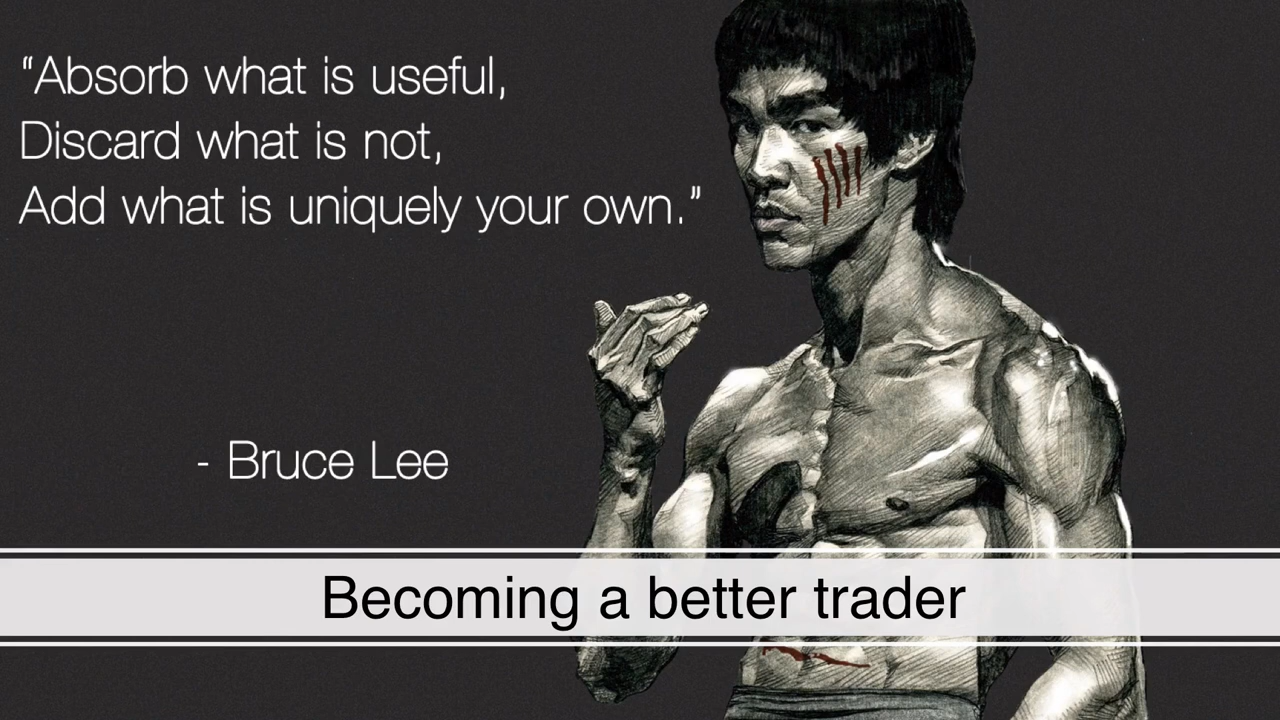 “Absorb what is useful,
Discard what is not,
Add what is uniquely your own.”
- Bruce Lee
Becoming a better trader